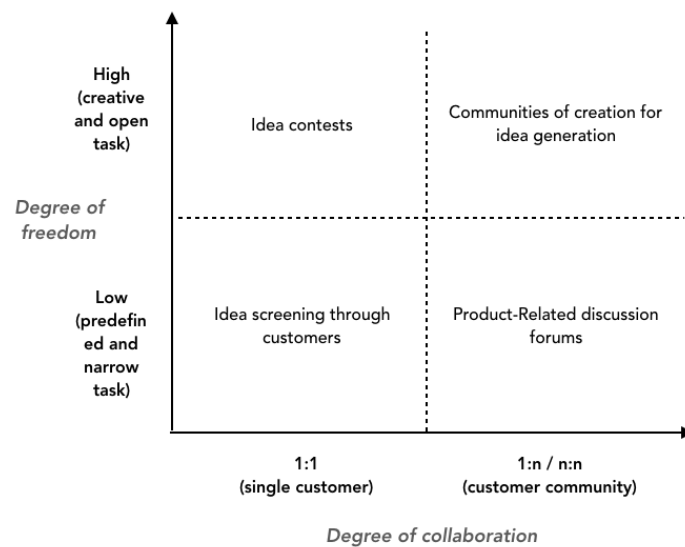 High
(creative
and open
task)
Idea contests
Communities of creation for
idea generation
Degree of
freedom
Low
(predefin
ed and
narrow
task)
Idea screening through
customers
Product-Related discussion
forums
1:1
(single customer)
1:n / n:n
(customer community)
Degree of collaboration